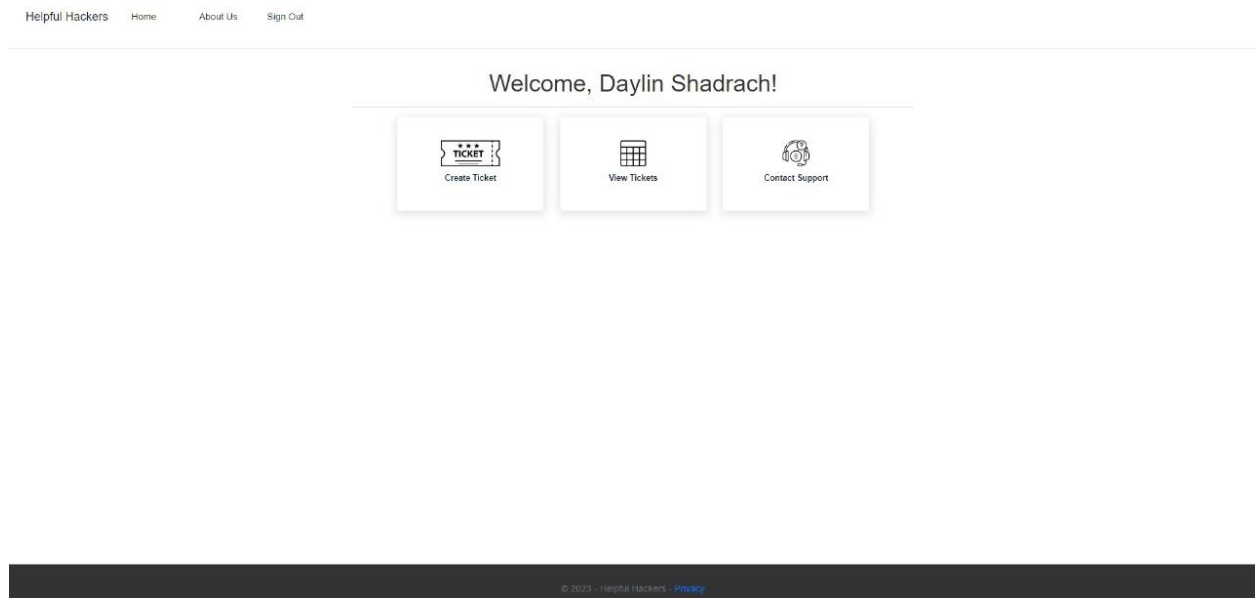 Helpful Hackers Home About Us Sign Out
Welcome, Daylin Shadrach!
TICKET
Create Ticket View Tickets Contact Support
© 2023 - Helpful Hackers - Privacy